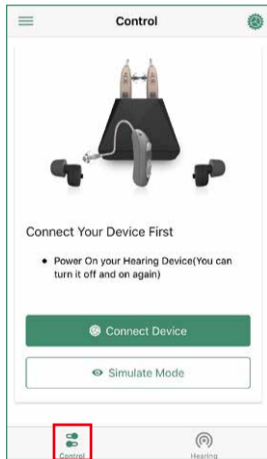 Control
Connect Your Device First
• Power On your Hearing Device(You can
turn it off and on again)
Connect Device
Simulate Mode
Control
Hearing